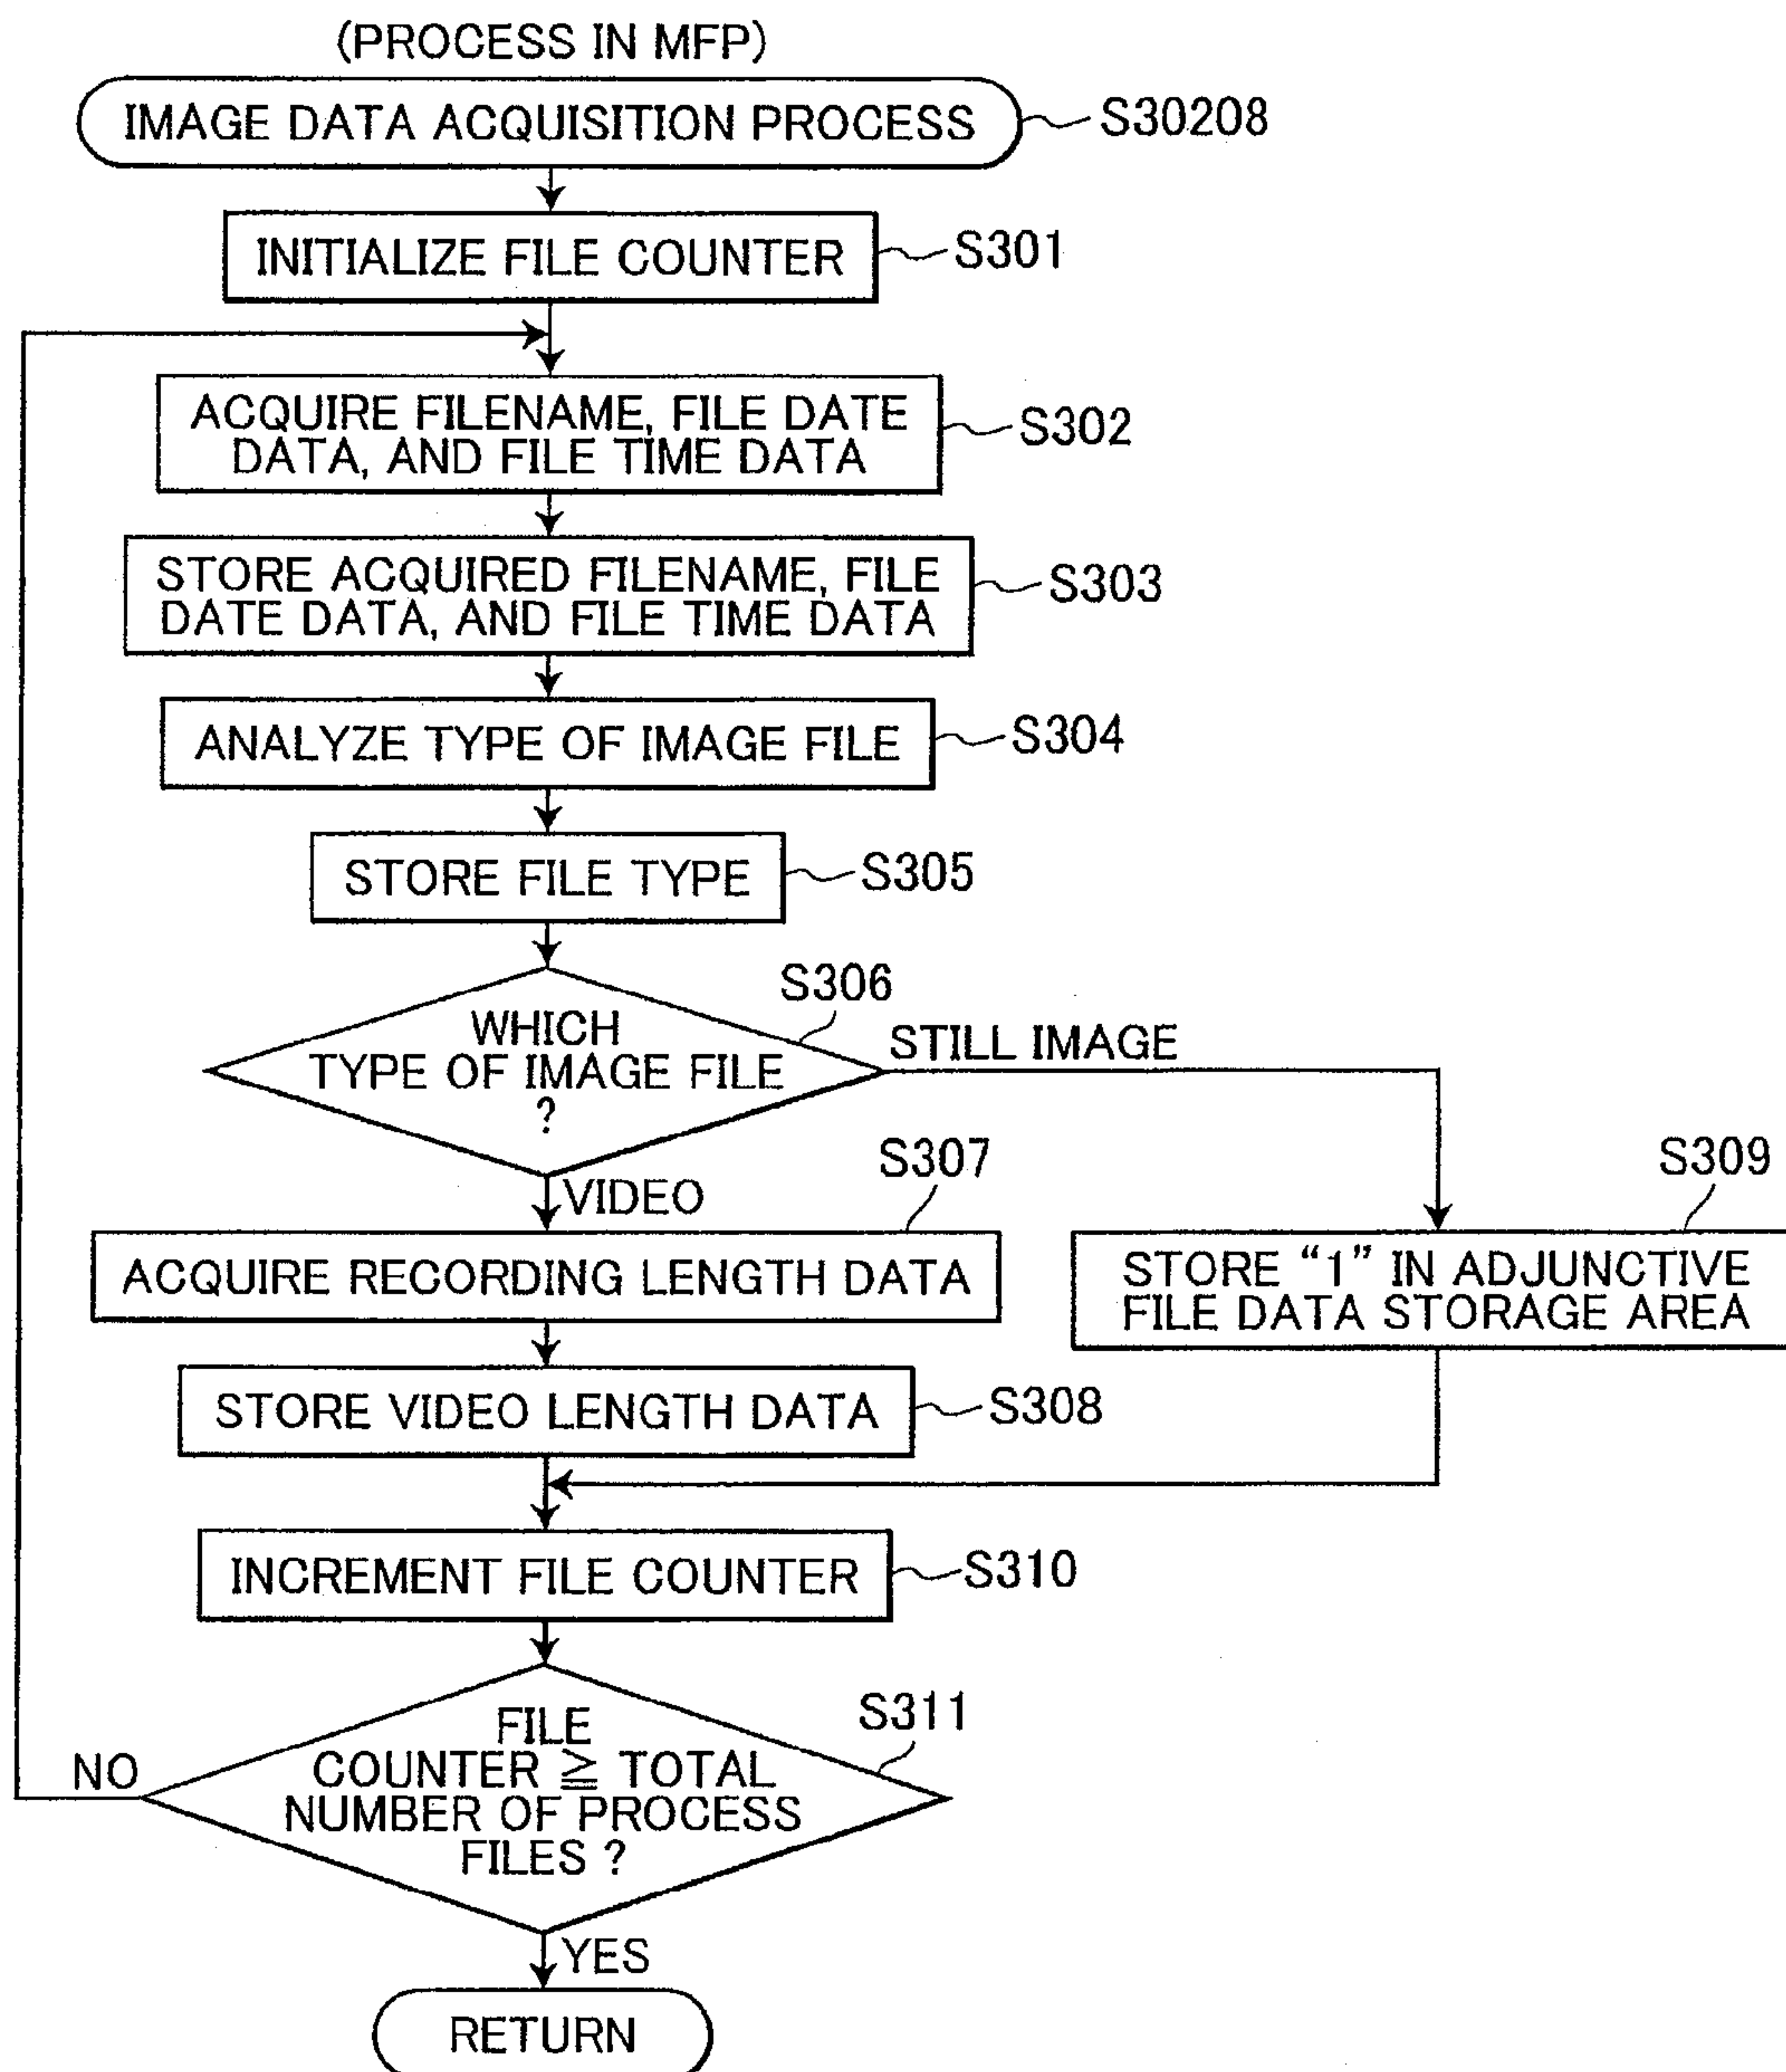 (PROCESS IN MFP)
IMAGE DATA ACQUISITION PROCESS
S30208
INITIALIZE FILE COUNTER
S301
ACQUIRE FILENAME, FILE DATE
DATA, AND FILE TIME DATA
S302
STORE ACQUIRED FILENAME, FILE
DATE DATA, AND FILE TIME DATA
S303
ANALYZE TYPE OF IMAGE FILE
S304
STORE FILE TYPE
S305
S306
WHICH
TYPE OF IMAGE FILE
?
STILL IMAGE
VIDEO
S307
ACQUIRE RECORDING LENGTH DATA
S309
STORE “1” IN ADJUNCTIVE
FILE DATA STORAGE AREA
STORE VIDEO LENGTH DATA
S308
INCREMENT FILE COUNTER
S310
S311
FILE
COUNTER ≧ TOTAL
NUMBER OF PROCESS
FILES ?
NO
YES
RETURN